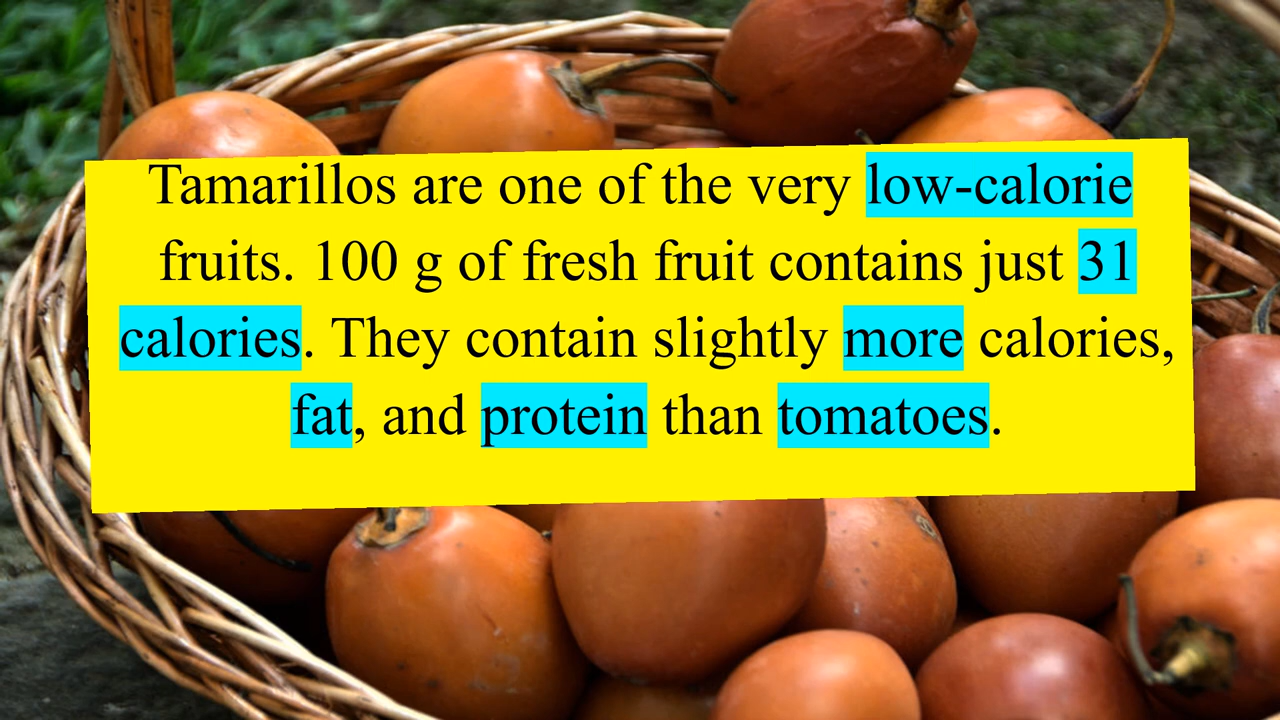 Tamarillos are one of the very low-calorie
fruits. 100 g of fresh fruit contains just 31
calories. They contain slightly more calories,
fat, and protein than tomatoes.